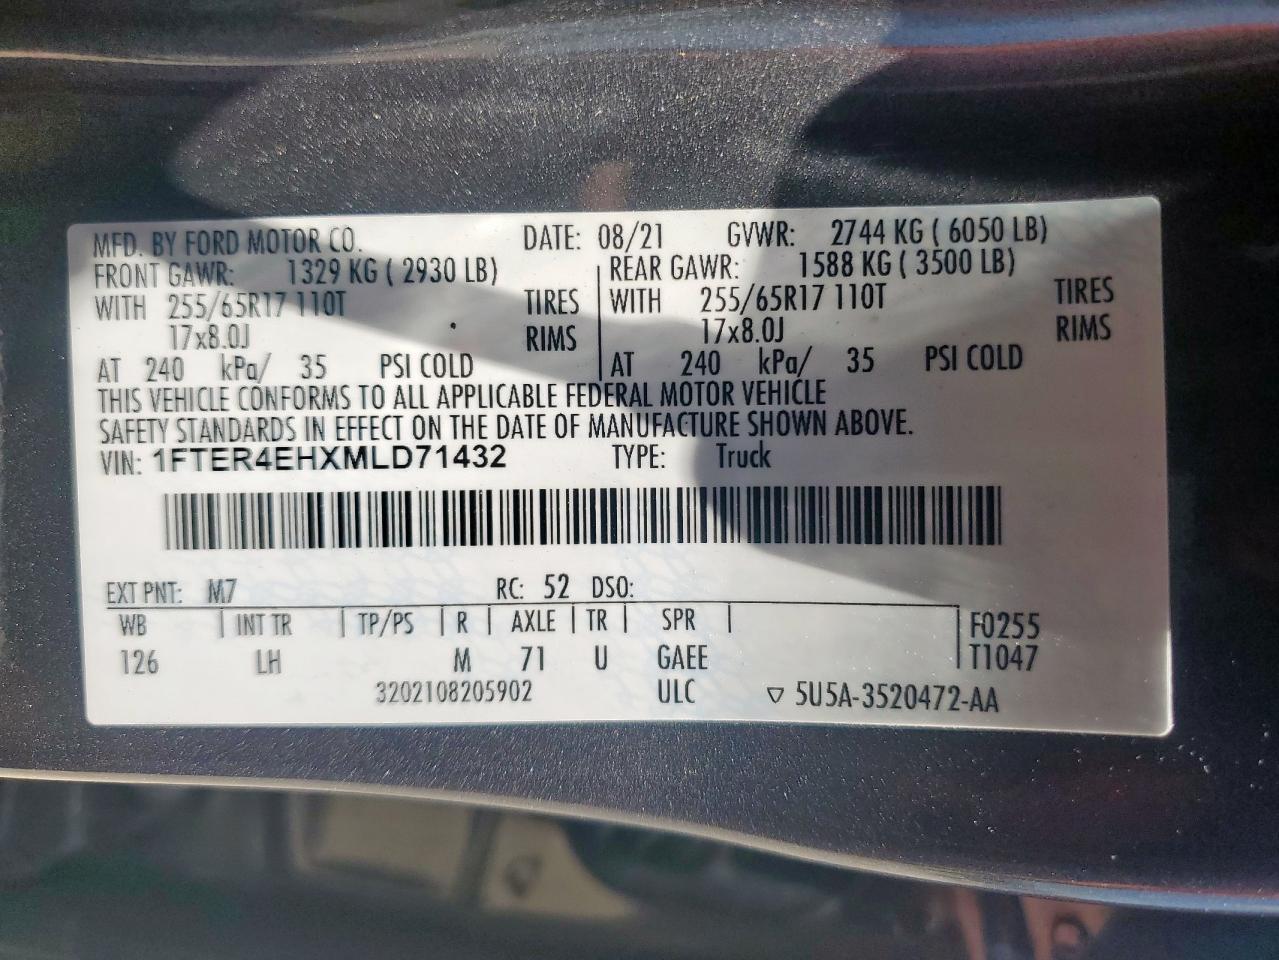 MFD. BY FORD MOTOR CO. DATE: 08/21 GVWR: 2744 KG ( 6050 LB)
FRONT GAWR: 1329 KG ( 2930 LB) REAR GAWR: 1588 KG ( 3500 LB)
WITH 255/65R17 110T TIRES WITH 255/65R17 110T TIRES
17x8.0J RIMS 17x8.0J RIMS
AT 240 kPa/ 35 PSI COLD AT 240 kPa/ 35 PSI COLD
THIS VEHICLE CONFORMS TO ALL APPLICABLE FEDERAL MOTOR VEHICLE
SAFETY STANDARDS IN EFFECT ON THE DATE OF MANUFACTURE SHOWN ABOVE.
VIN: 1FTER4EHXMLD71432 TYPE: Truck
EXT PNT: M7 RC: 52 DSO:
WB INT TR TP/PS R AXLE TR SPR F0255
126 LH M 71 U GAEE T1047
3202108205902 ULC ▽ 5U5A-3520472-AA